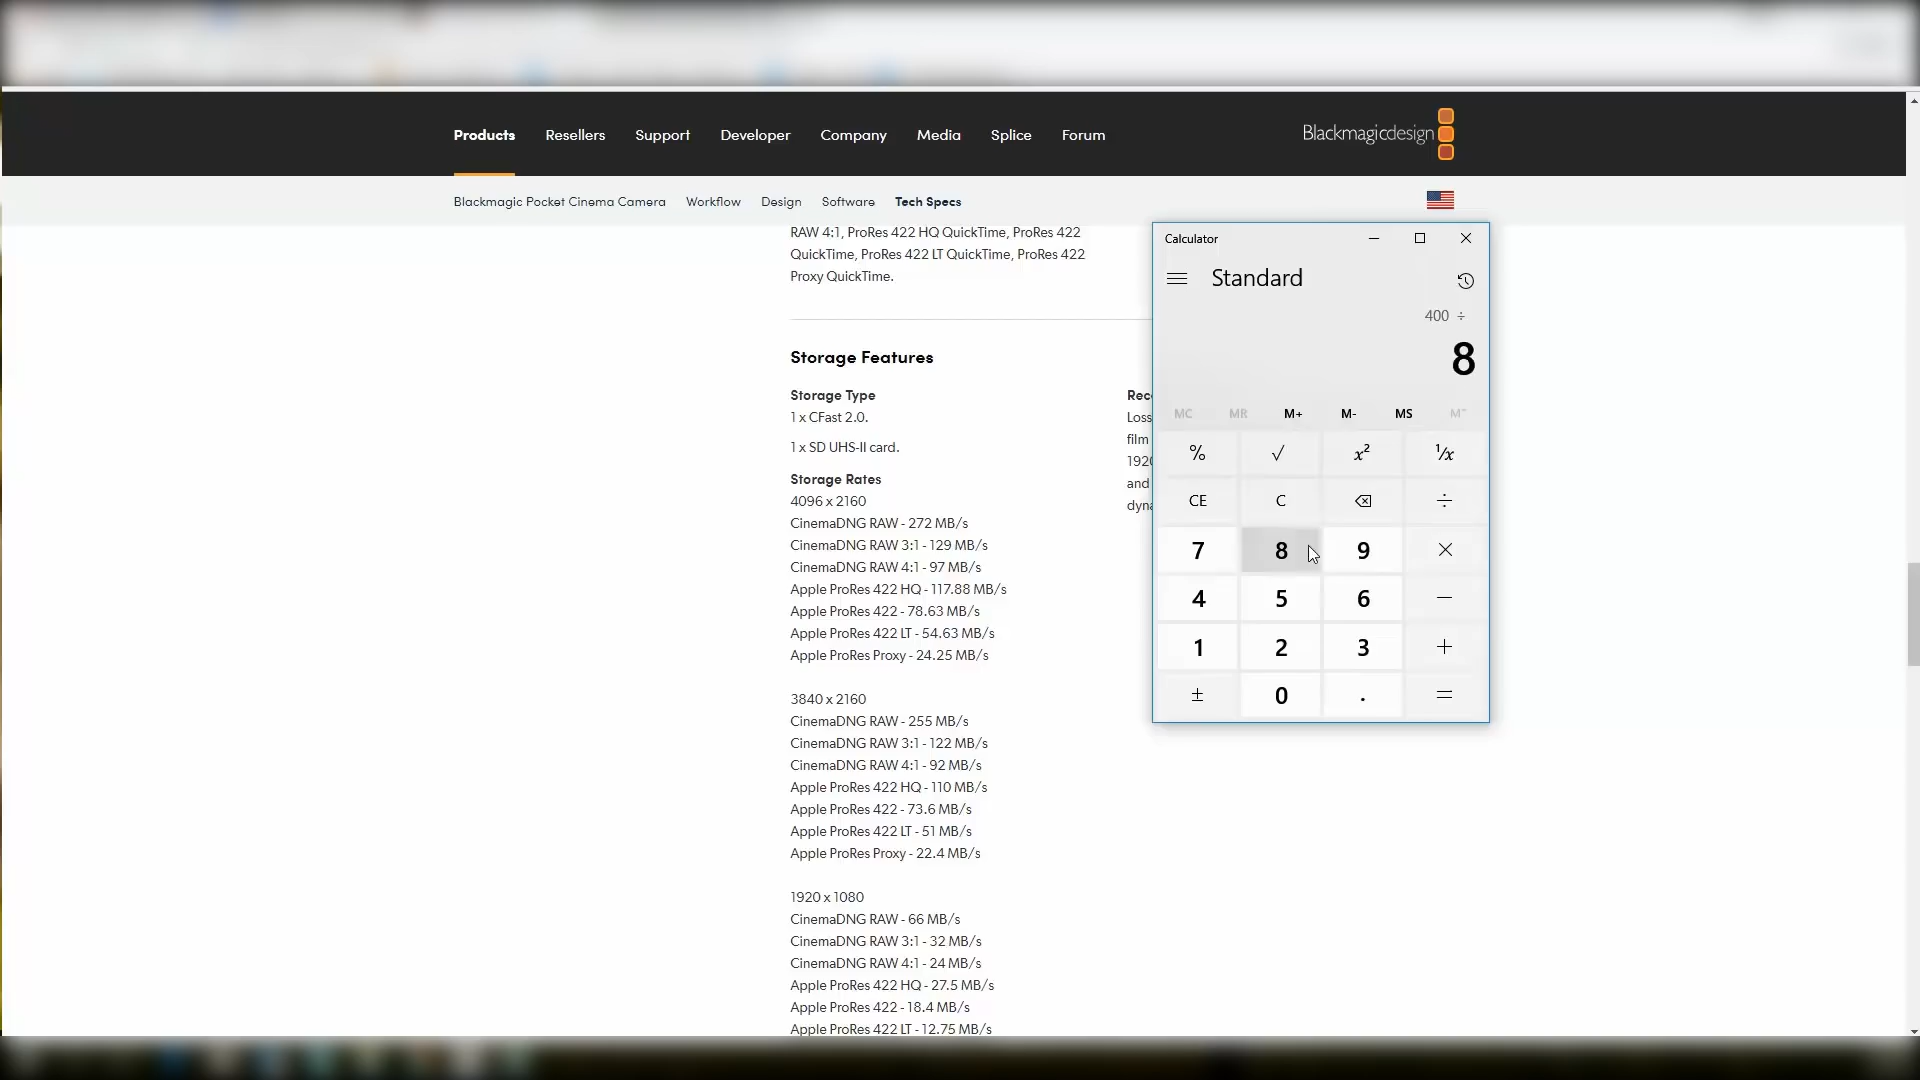 Products Resellers Support Developer Company Media Splice Forum
Blackmagicdesign
Blackmagic Pocket Cinema Camera Workflow Design Software Tech Specs
RAW 4:1, ProRes 422 HQ QuickTime, ProRes 422
QuickTime, ProRes 422 LT QuickTime, ProRes 422
Proxy QuickTime.
Storage Features
Storage Type
1 x CFast 2.0.
1 x SD UHS-II card.
Storage Rates
4096 x 2160
CinemaDNG RAW - 272 MB/s
CinemaDNG RAW 3:1 - 129 MB/s
CinemaDNG RAW 4:1 - 97 MB/s
Apple ProRes 422 HQ - 117.88 MB/s
Apple ProRes 422 - 78.63 MB/s
Apple ProRes 422 LT - 54.63 MB/s
Apple ProRes Proxy - 24.25 MB/s
3840 x 2160
CinemaDNG RAW - 255 MB/s
CinemaDNG RAW 3:1 - 122 MB/s
CinemaDNG RAW 4:1 - 92 MB/s
Apple ProRes 422 HQ - 110 MB/s
Apple ProRes 422 - 73.6 MB/s
Apple ProRes 422 LT - 51 MB/s
Apple ProRes Proxy - 22.4 MB/s
1920 x 1080
CinemaDNG RAW - 66 MB/s
CinemaDNG RAW 3:1 - 32 MB/s
CinemaDNG RAW 4:1 - 24 MB/s
Apple ProRes 422 HQ - 27.5 MB/s
Apple ProRes 422 - 18.4 MB/s
Apple ProRes 422 LT - 12.75 MB/s
Rec
Loss
film
192
and
dyna
Calculator
Standard
400 ÷
8
MC MR M+ M- MS M˅
% √ x² ¹/x
CE C ÷
7 8 9 ×
4 5 6 −
1 2 3 +
± 0 . =